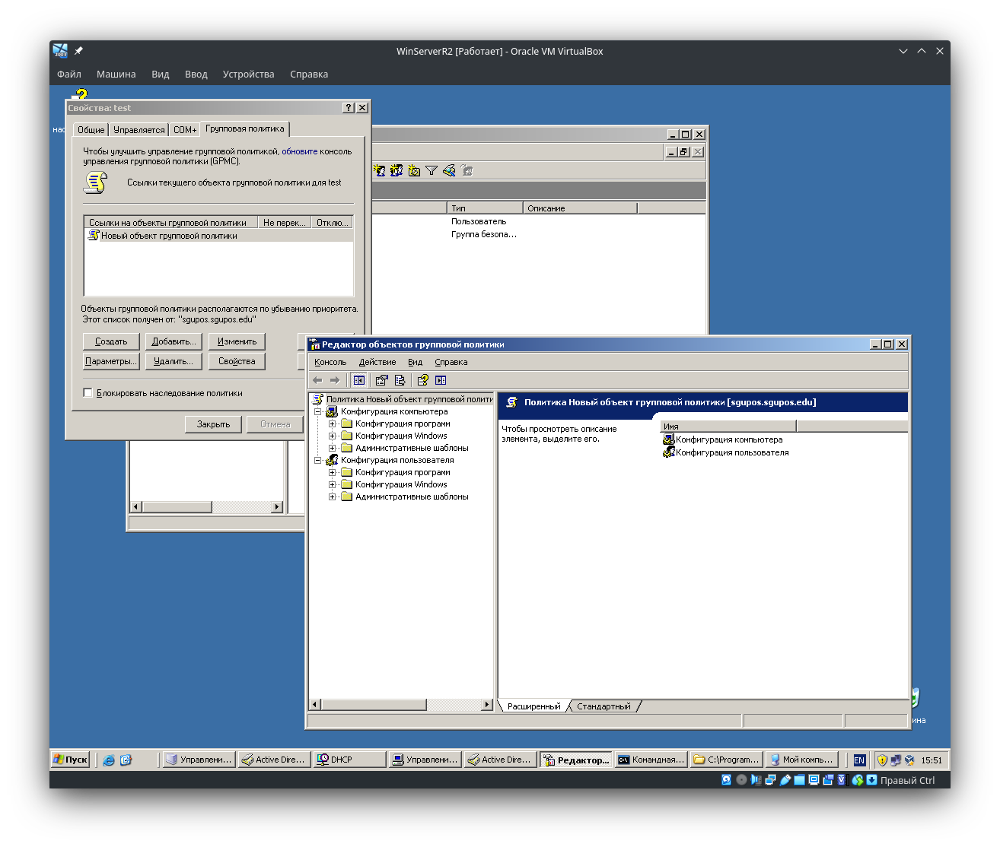 WinServerR2 [Работает] - Oracle VM VirtualBox
Файл Машина Вид Ввод Устройства Справка
Свойства: test
Общие Управляется COM+ Групповая политика
Чтобы улучшить управление групповой политикой, обновите консоль
управления групповой политики (GPMC).
Ссылки текущего объекта групповой политики для test
Ссылки на объекты групповой политики Не перек... Отклю...
Новый объект групповой политики
Объекты групповой политики располагаются по убыванию приоритета.
Этот список получен от: "sgupos.sgupos.edu"
Создать Добавить... Изменить
Параметры... Удалить... Свойства
Блокировать наследование политики
Закрыть Отмена
Тип Описание
Пользователь
Группа безопа...
Редактор объектов групповой политики
Консоль Действие Вид Справка
Политика Новый объект групповой полити
Конфигурация компьютера
Конфигурация программ
Конфигурация Windows
Административные шаблоны
Конфигурация пользователя
Конфигурация программ
Конфигурация Windows
Административные шаблоны
Политика Новый объект групповой политики [sgupos.sgupos.edu]
Чтобы просмотреть описание
элемента, выделите его.
Имя
Конфигурация компьютера
Конфигурация пользователя
Расширенный Стандартный
Пуск Управлени... Active Dire... DHCP Управлени... Active Dire... Редактор... Командная... C:\Program... Мой компь... EN 15:51
Правый Ctrl